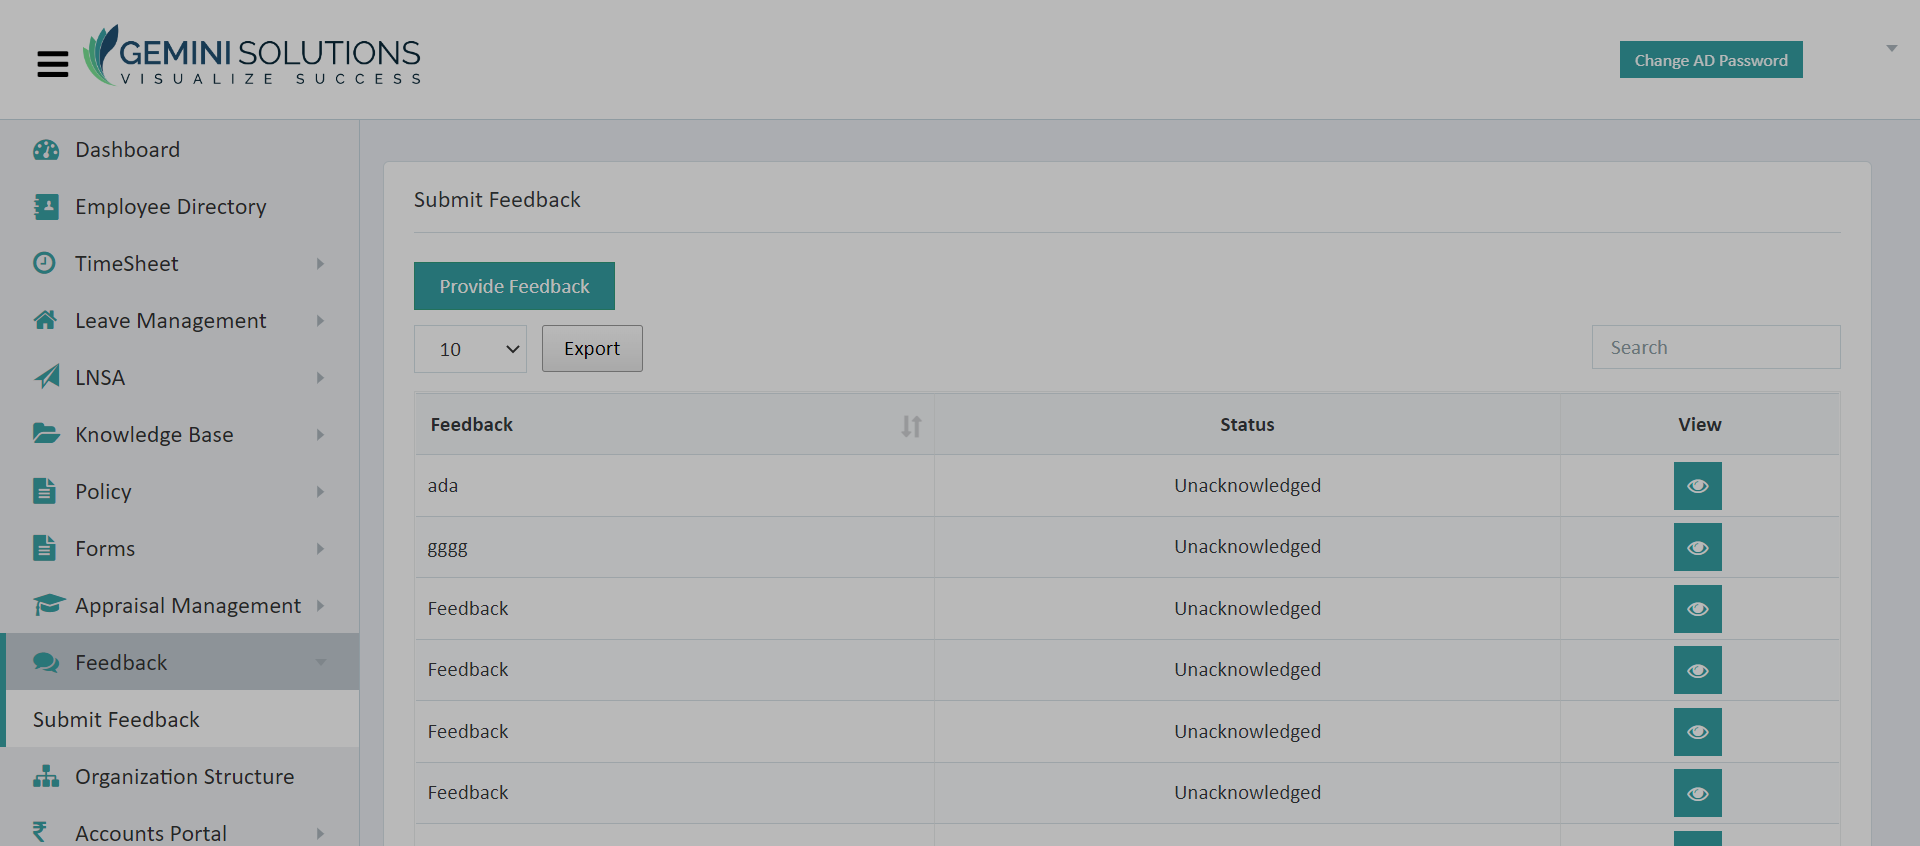 GEMINI SOLUTIONS
VISUALIZE SUCCESS
Change AD Password
Dashboard
Employee Directory
TimeSheet
Leave Management
LNSA
Knowledge Base
Policy
Forms
Appraisal Management
Feedback
Submit Feedback
Organization Structure
Accounts Portal
Submit Feedback
Provide Feedback
10 Export Search
Feedback Status View
ada Unacknowledged
gggg Unacknowledged
Feedback Unacknowledged
Feedback Unacknowledged
Feedback Unacknowledged
Feedback Unacknowledged